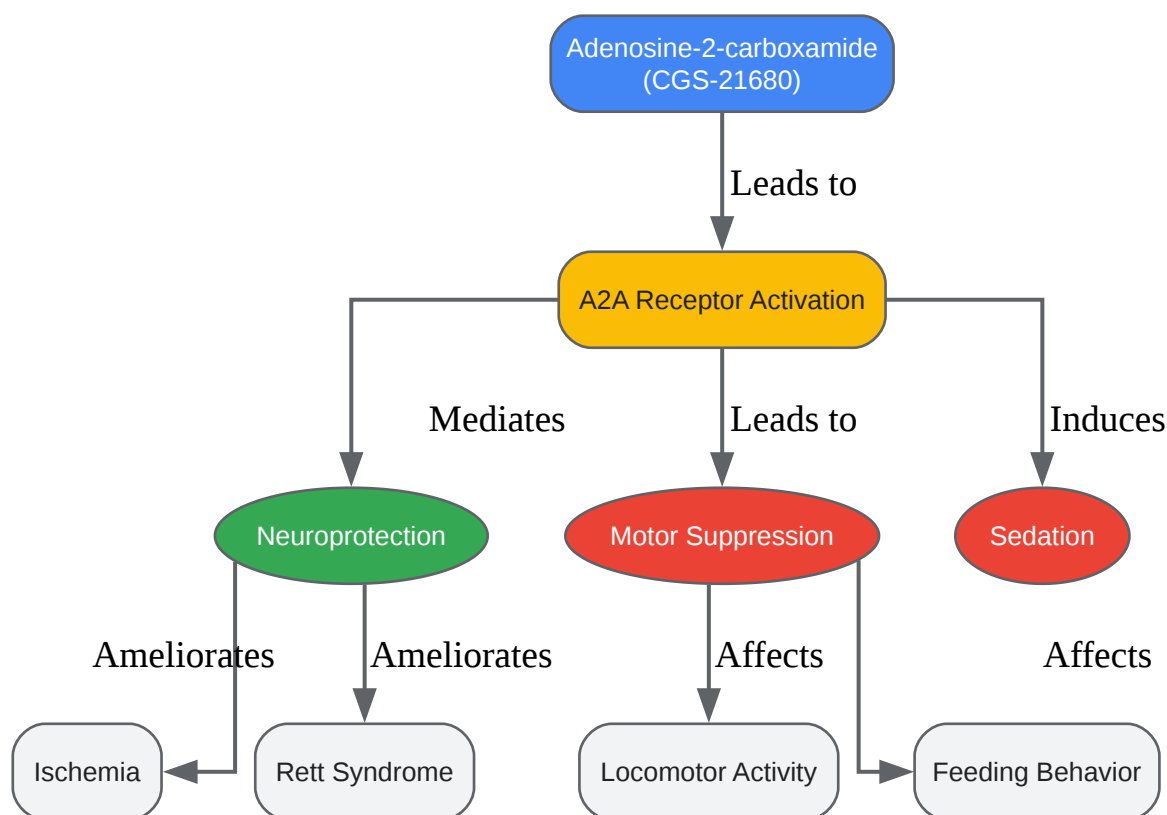 Adenosine-2-carboxamide
(CGS-21680)
Leads to
A2A Receptor Activation
Mediates
Leads to
Induces
Neuroprotection
Motor Suppression
Sedation
Ameliorates
Ameliorates
Affects
Affects
Ischemia
Rett Syndrome
Locomotor Activity
Feeding Behavior